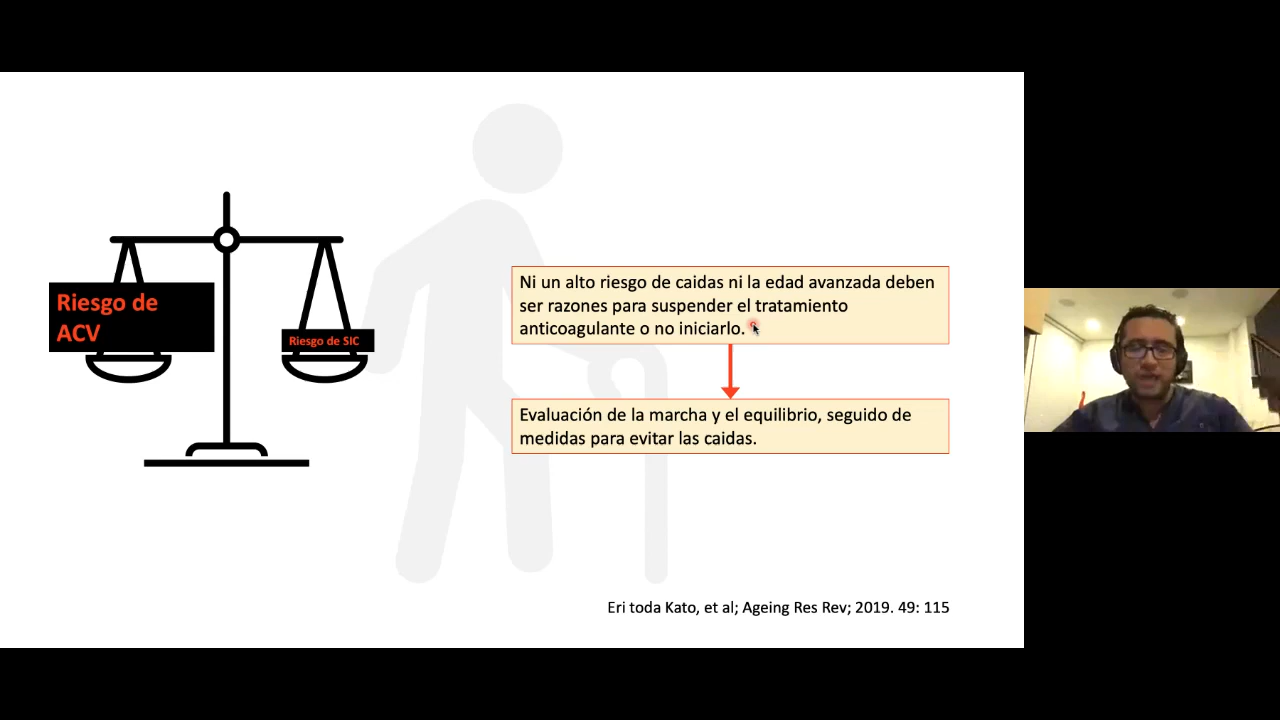 Riesgo de
ACV
Riesgo de SIC
Ni un alto riesgo de caidas ni la edad avanzada deben
ser razones para suspender el tratamiento
anticoagulante o no iniciarlo.
Evaluación de la marcha y el equilibrio, seguido de
medidas para evitar las caidas.
Eri toda Kato, et al; Ageing Res Rev; 2019. 49: 115